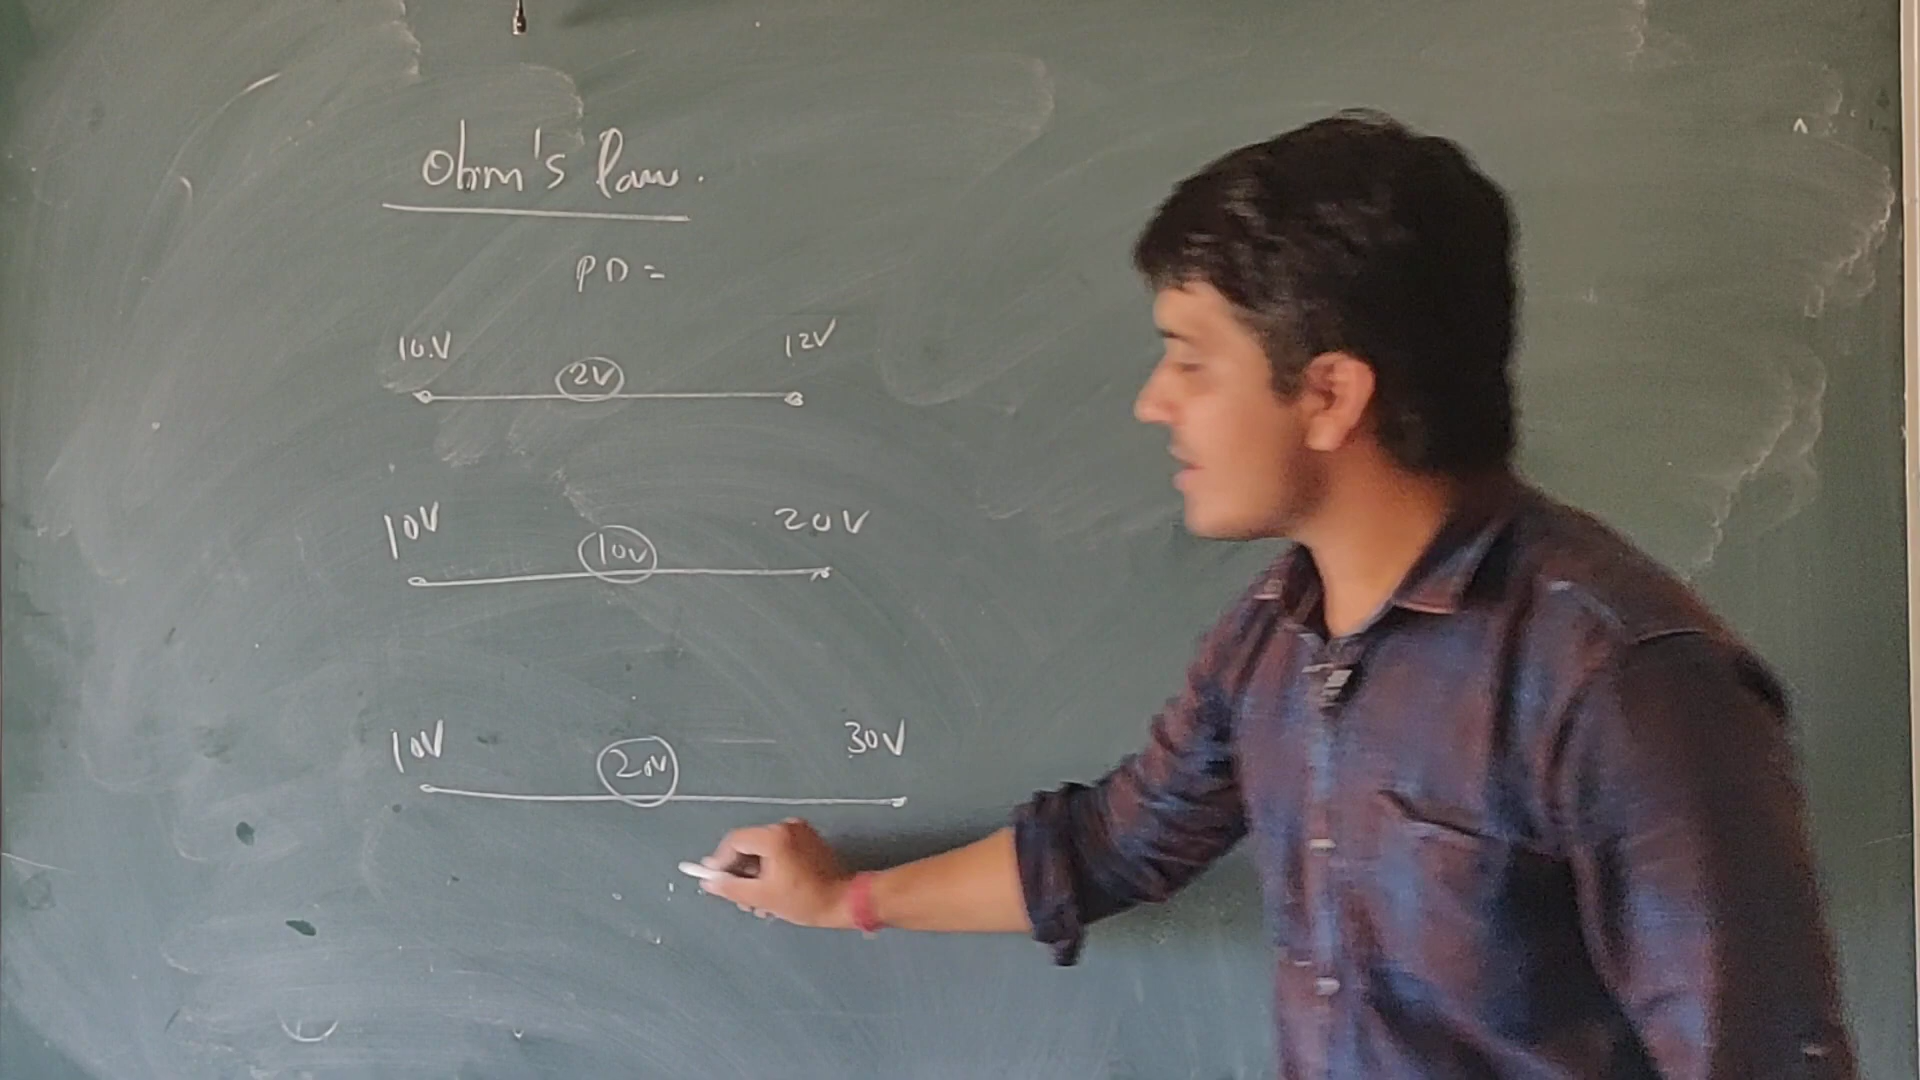 Ohm's law.
PD =
10.V 2V 12V
10V 10V 20V
10V 20V 30V